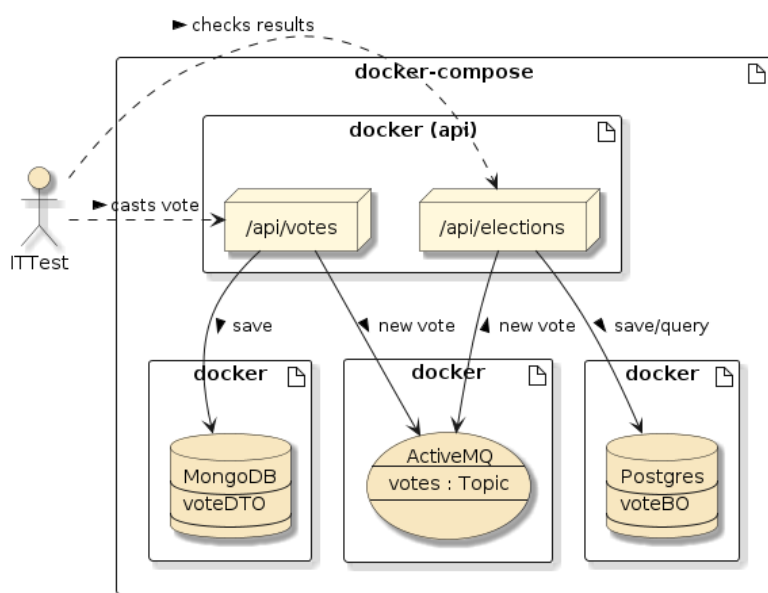 checks results
docker-compose
docker (api)
casts vote
/api/votes
/api/elections
ITTest
save
new vote
new vote
save/query
docker
docker
docker
MongoDB
voteDTO
ActiveMQ
votes : Topic
Postgres
voteBO